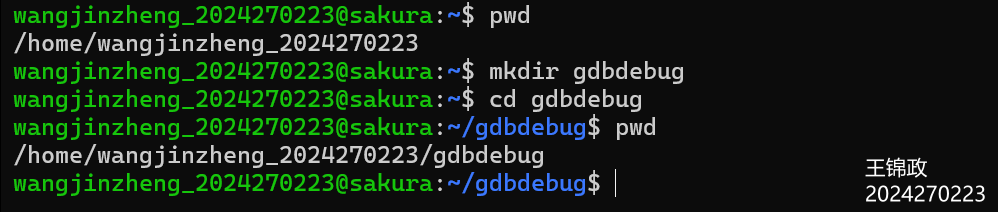 wangjinzheng_2024270223@sakura:~$ pwd
/home/wangjinzheng_2024270223
wangjinzheng_2024270223@sakura:~$ mkdir gdbdebug
wangjinzheng_2024270223@sakura:~$ cd gdbdebug
wangjinzheng_2024270223@sakura:~/gdbdebug$ pwd
/home/wangjinzheng_2024270223/gdbdebug
wangjinzheng_2024270223@sakura:~/gdbdebug$
王锦政
2024270223